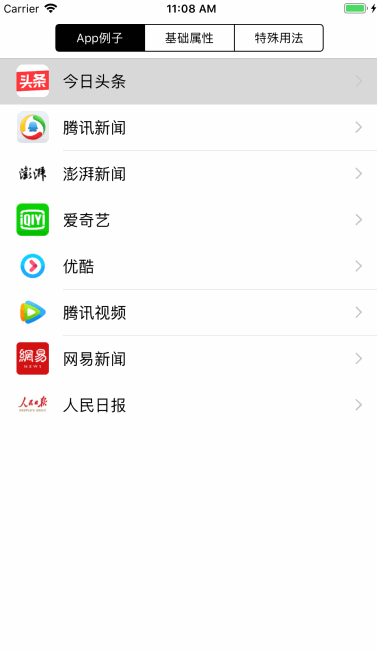 Carrier 11:08 AM
App例子 基础属性 特殊用法
头条 今日头条
腾讯新闻
澎湃 澎湃新闻
iQIYI 爱奇艺
优酷
腾讯视频
網易 NEWS 网易新闻
人民日报 人民日报